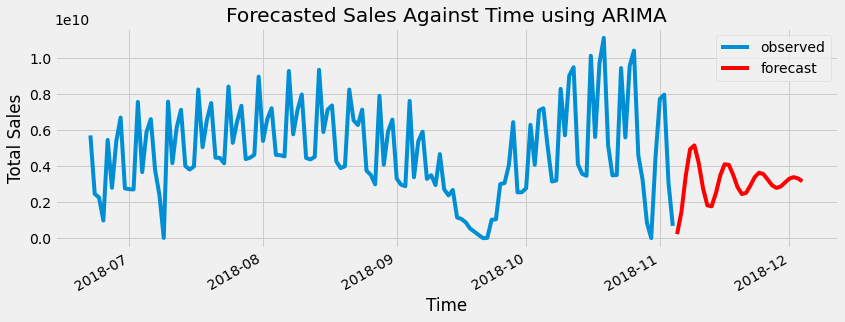 Forecasted Sales Against Time using ARIMA
1e10
observed
forecast
1.0
0.8
0.6
0.4
0.2
0.0
Total Sales
2018-07
2018-08
2018-09
2018-10
2018-11
2018-12
Time